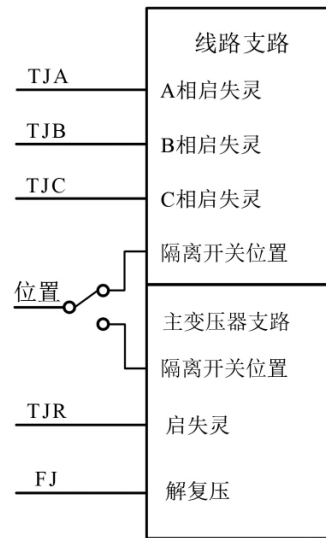 线路支路
TJA
A相启失灵
TJB
B相启失灵
TJC
C相启失灵
隔离开关位置
位置
主变压器支路
隔离开关位置
TJR
启失灵
FJ
解复压